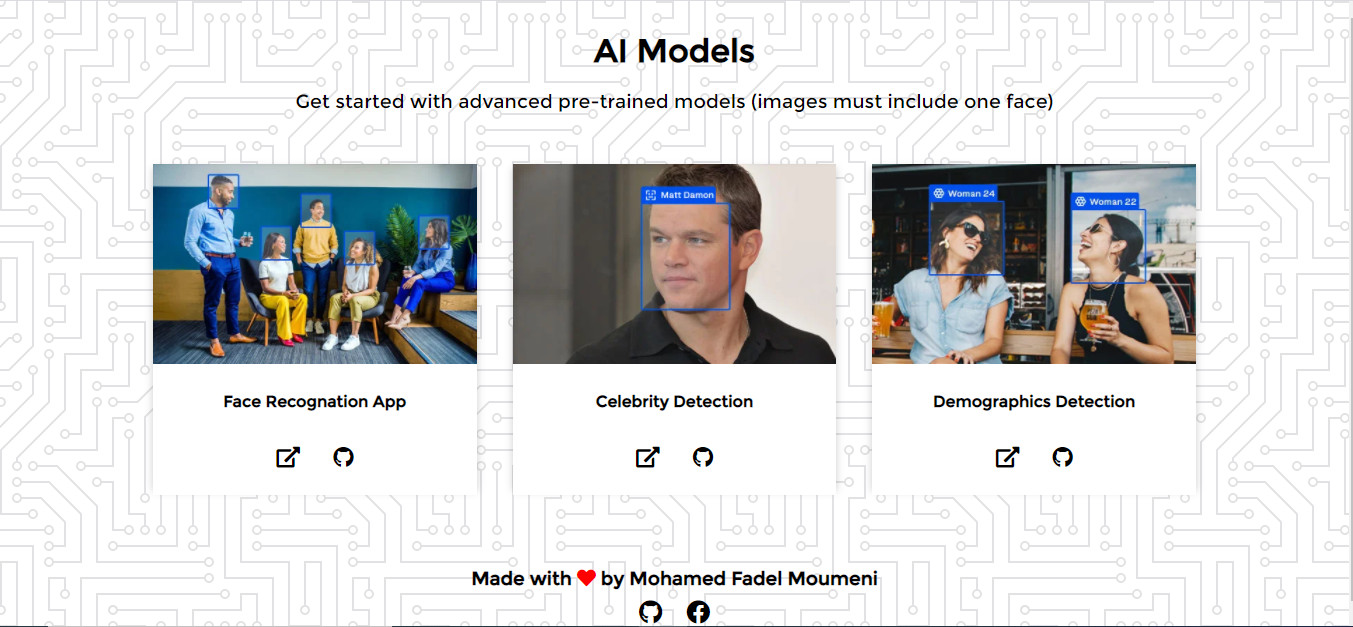 AI Models
Get started with advanced pre-trained models (images must include one face)
Matt Damon
Woman 24
Woman 22
Face Recognation App
Celebrity Detection
Demographics Detection
Made with ❤ by Mohamed Fadel Moumeni